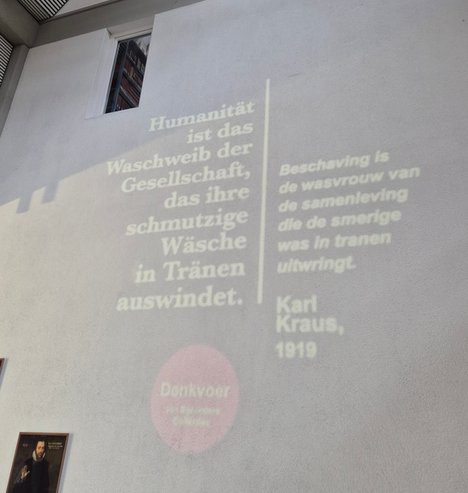 Humanität
ist das
Waschweib der
Gesellschaft,
das ihre
schmutzige
Wäsche
in Tränen
auswindet.
Beschaving is
de wasvrouw van
de samenleving
die de smerige
was in tranen
uitwringt.
Karl
Kraus,
1919
Denkvoer